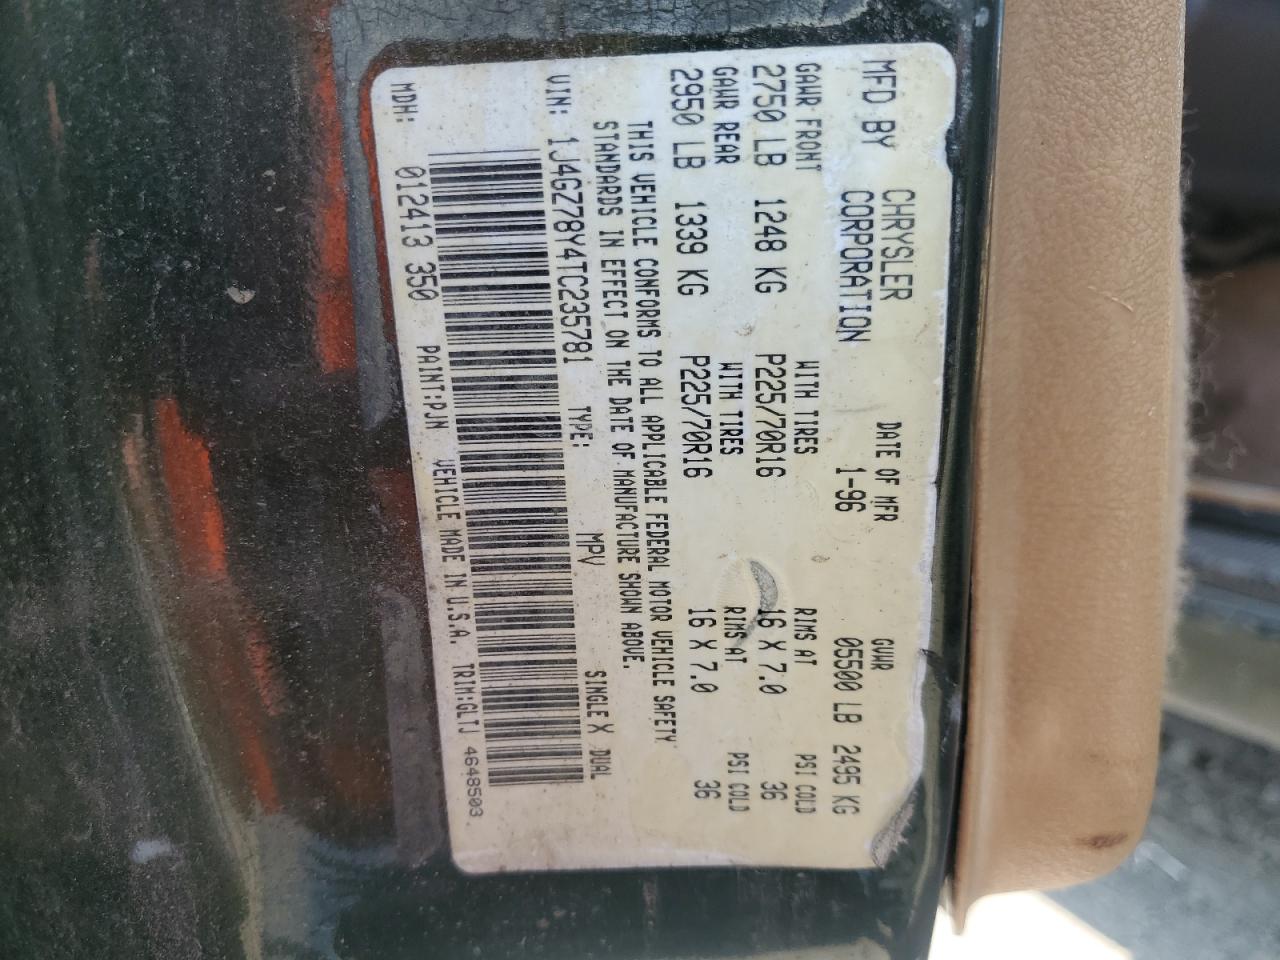 MFD BY CHRYSLER CORPORATION DATE OF MFR 1-96 GVWR 05500 LB 2495 KG
GAWR FRONT WITH TIRES RIMS AT PSI COLD
2750 LB 1248 KG P225/70R16 16 X 7.0 36
GAWR REAR WITH TIRES RIMS AT PSI COLD
2950 LB 1339 KG P225/70R16 16 X 7.0 36
THIS VEHICLE CONFORMS TO ALL APPLICABLE FEDERAL MOTOR VEHICLE SAFETY
STANDARDS IN EFFECT ON THE DATE OF MANUFACTURE SHOWN ABOVE.
VIN: 1J4GZ78Y4TC235781 TYPE: MPV SINGLE X DUAL
MDH: 012413 350 PAINT:PJN VEHICLE MADE IN U.S.A. TRIM:GLTJ 4648503